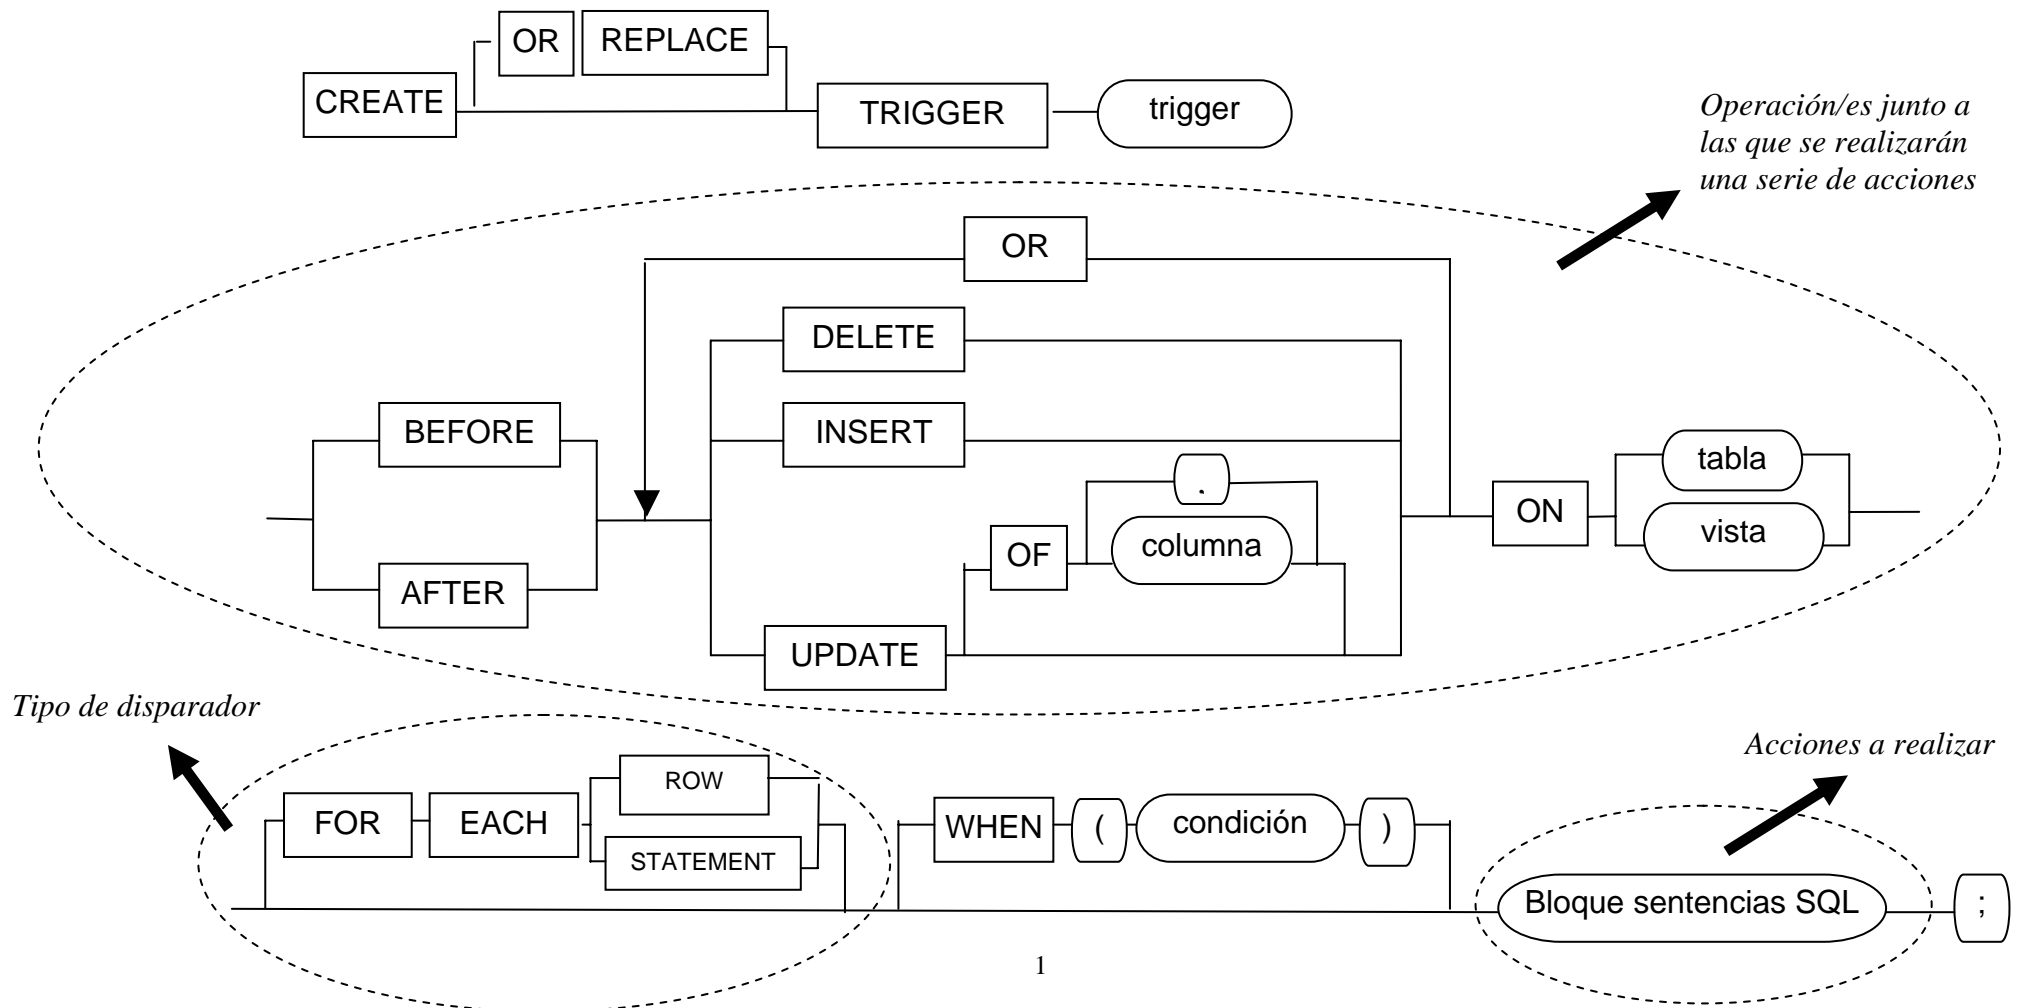 OR REPLACE
CREATE TRIGGER trigger
Operación/es junto a
las que se realizarán
una serie de acciones
OR
DELETE
BEFORE INSERT
AFTER
UPDATE OF , columna
ON tabla
vista
Tipo de disparador
Acciones a realizar
FOR EACH ROW
STATEMENT
WHEN ( condición )
Bloque sentencias SQL ;
1